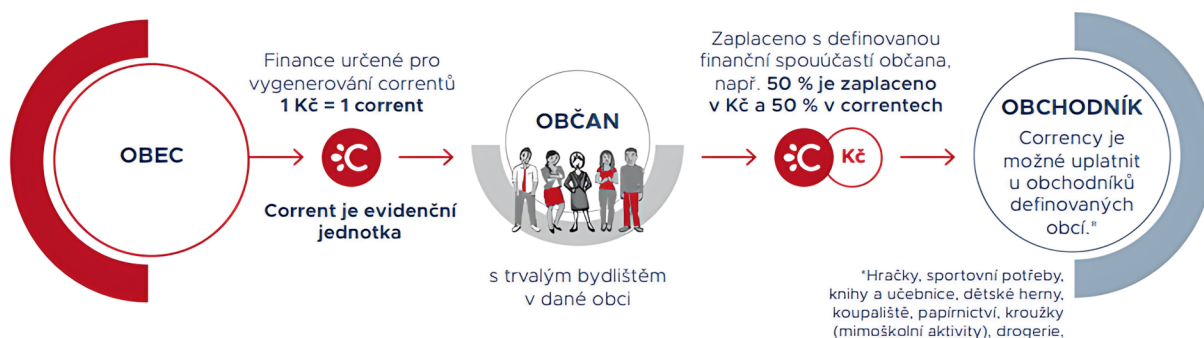 OBEC
Finance určené pro
vygenerování correntů
1 Kč = 1 corrent
C
Corrent je evidenční
jednotka
OBČAN
s trvalým bydlištěm
v dané obci
Zaplaceno s definovanou
finanční spouúčastí občana,
např. 50 % je zaplaceno
v Kč a 50 % v correntech
C Kč
OBCHODNÍK
Corrency je
možné uplatnit
u obchodníků
definovaných
obcí.*
*Hračky, sportovní potřeby,
knihy a učebnice, dětské herny,
koupaliště, papírnictví, kroužky
(mimoškolní aktivity), drogerie,